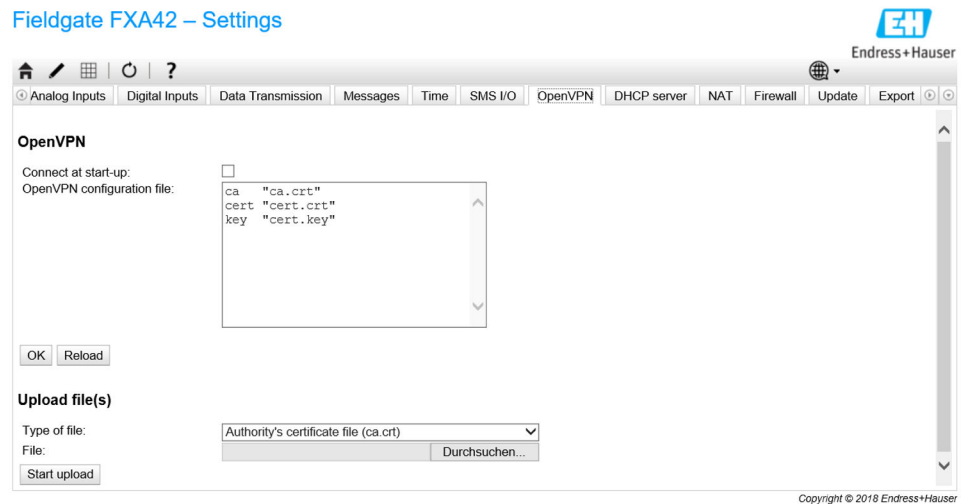 Fieldgate FXA42 – Settings
EH
Endress+Hauser
?
Analog Inputs Digital Inputs Data Transmission Messages Time SMS I/O OpenVPN DHCP server NAT Firewall Update Export
OpenVPN
Connect at start-up:
OpenVPN configuration file:
ca "ca.crt"
cert "cert.crt"
key "cert.key"
OK Reload
Upload file(s)
Type of file: Authority's certificate file (ca.crt)
File: Durchsuchen...
Start upload
Copyright © 2018 Endress+Hauser